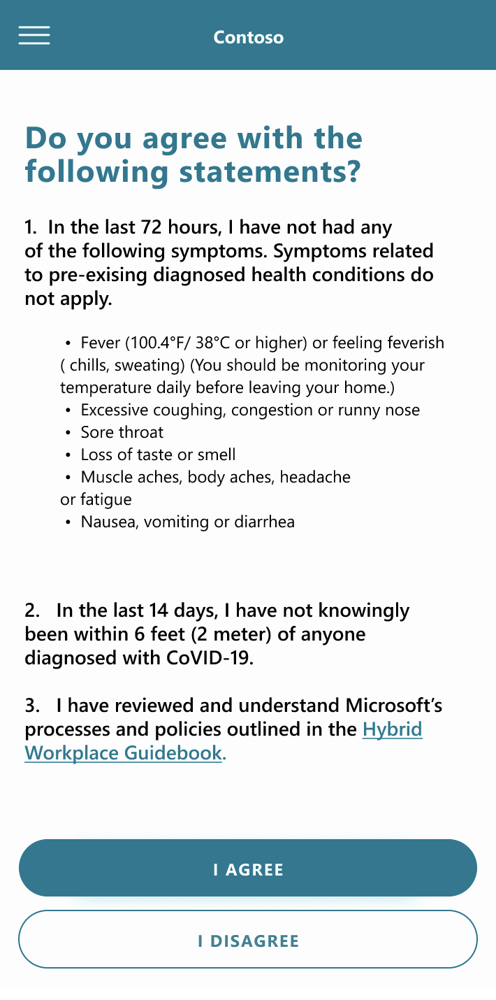 Contoso
Do you agree with the
following statements?
1. In the last 72 hours, I have not had any
of the following symptoms. Symptoms related
to pre-exising diagnosed health conditions do
not apply.
• Fever (100.4°F/ 38°C or higher) or feeling feverish
( chills, sweating) (You should be monitoring your
temperature daily before leaving your home.)
• Excessive coughing, congestion or runny nose
• Sore throat
• Loss of taste or smell
• Muscle aches, body aches, headache
or fatigue
• Nausea, vomiting or diarrhea
2. In the last 14 days, I have not knowingly
been within 6 feet (2 meter) of anyone
diagnosed with CoVID-19.
3. I have reviewed and understand Microsoft’s
processes and policies outlined in the Hybrid
Workplace Guidebook.
I AGREE
I DISAGREE